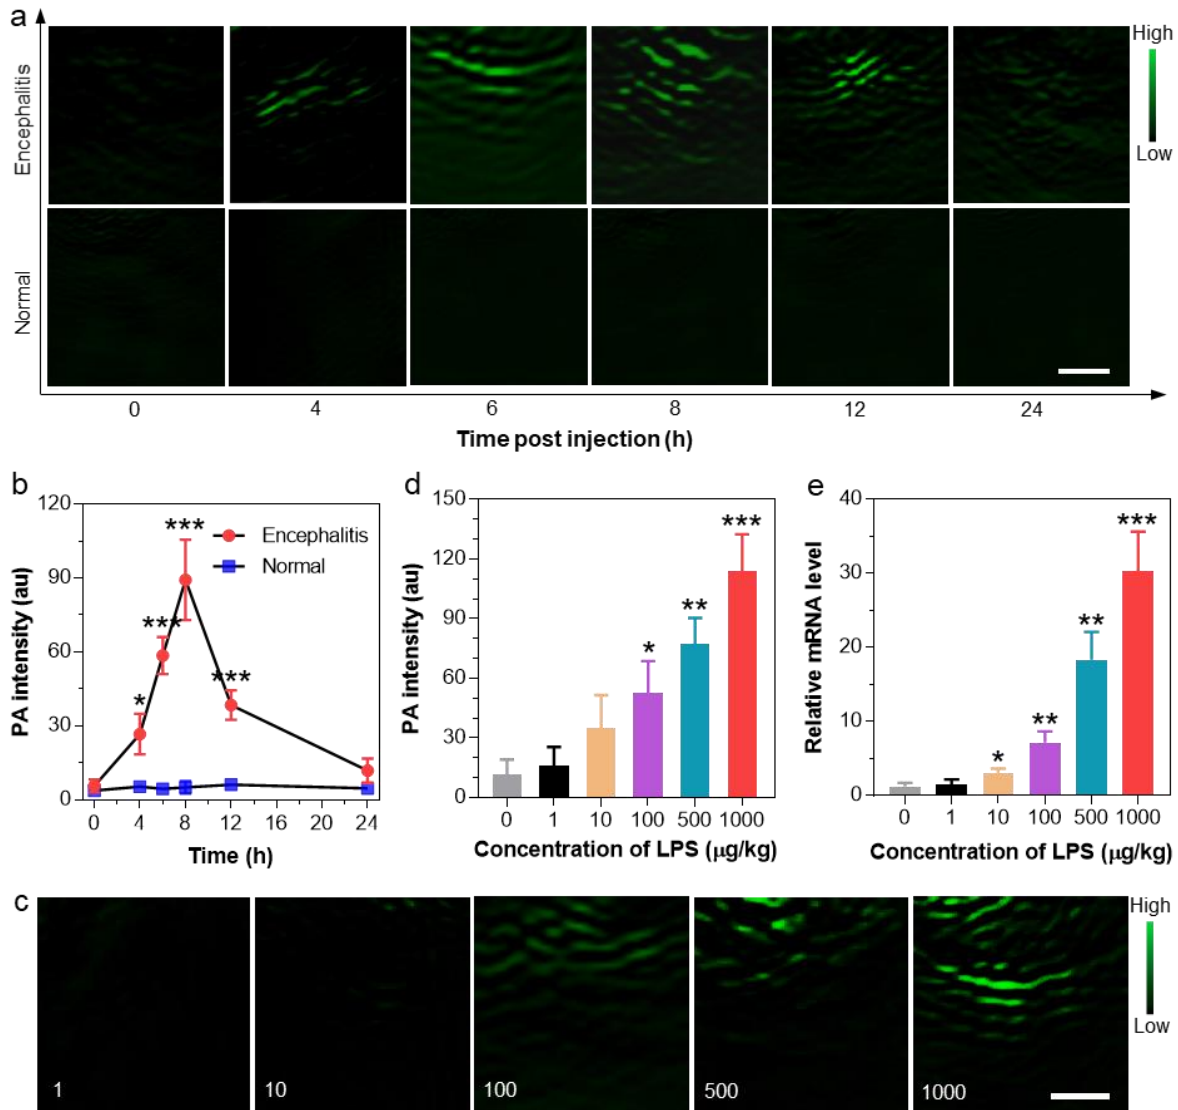 a
Encephalitis
Normal
High
Low
0 4 6 8 12 24
Time post injection (h)
b
120
90
60
30
0
PA intensity (au)
***
***
*
***
Encephalitis
Normal
0 4 8 12 16 20 24
Time (h)
d
150
120
90
60
30
0
PA intensity (au)
*
**
***
0 1 10 100 500 1000
Concentration of LPS (μg/kg)
e
40
30
20
10
0
Relative mRNA level
*
**
**
***
0 1 10 100 500 1000
Concentration of LPS (μg/kg)
c
1
10
100
500
1000
High
Low